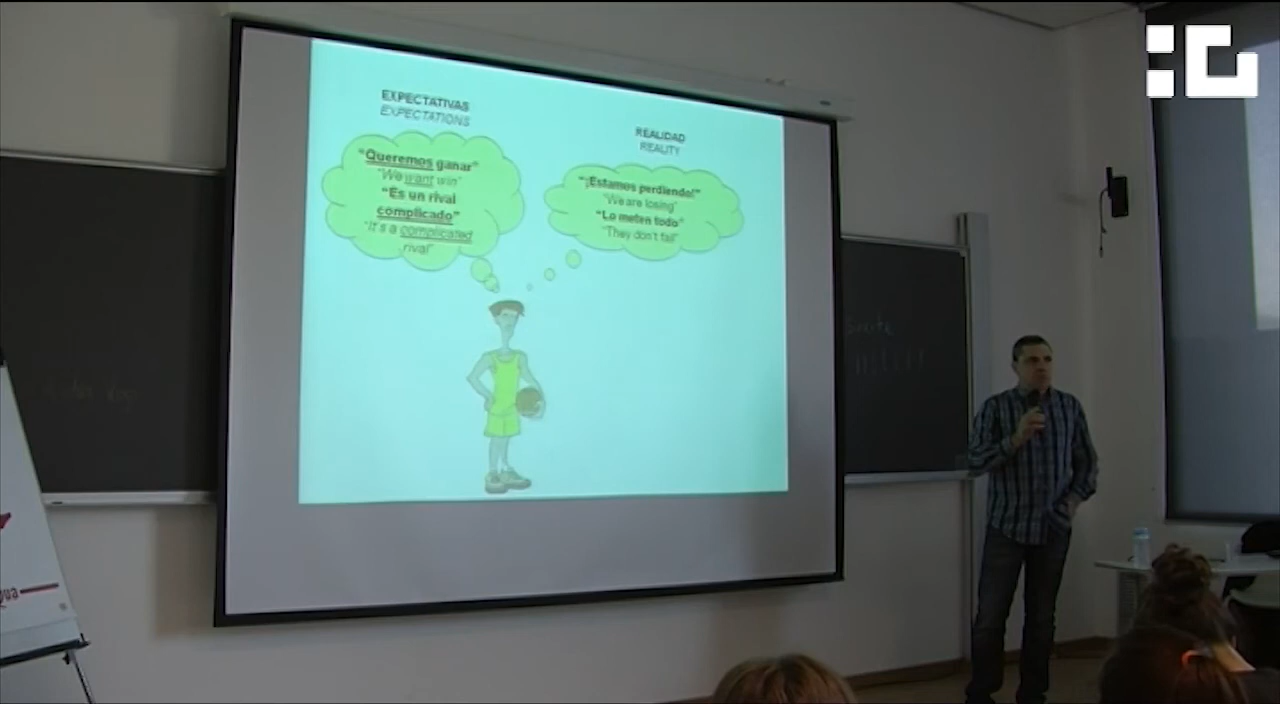 EXPECTATIVAS
EXPECTATIONS
"Queremos ganar"
"We want win"
"Es un rival
complicado"
"It's a complicated
rival"
REALIDAD
REALITY
"¡Estamos perdiendo!"
"We are losing"
"Lo meten todo"
"They don't fail"